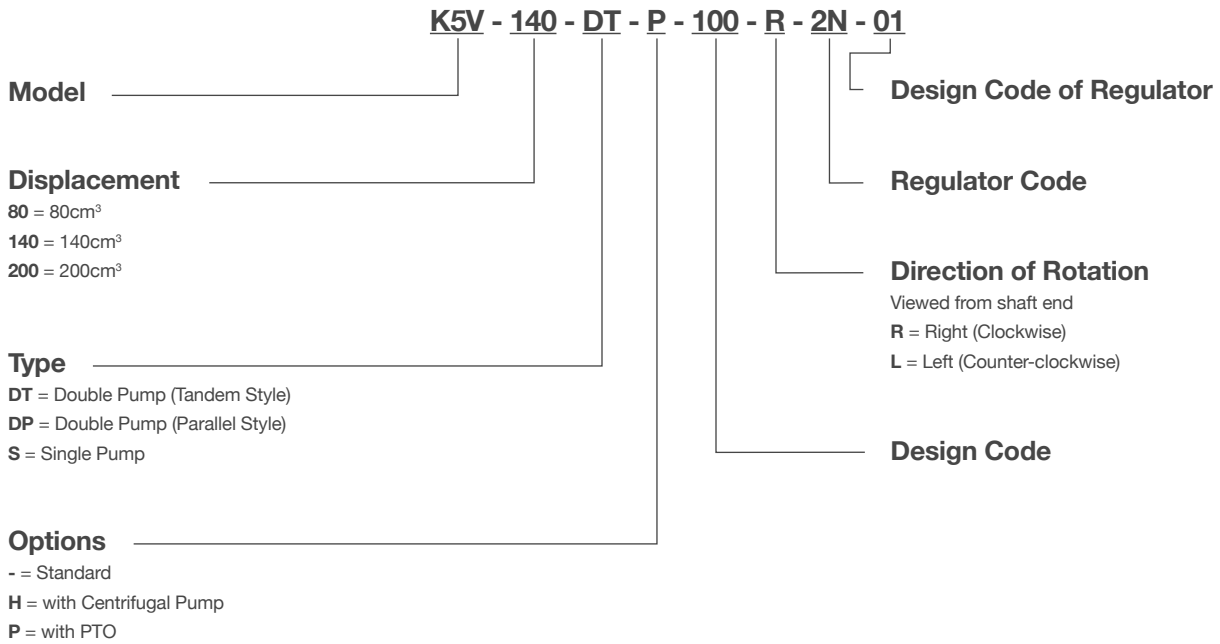 K5V - 140 - DT - P - 100 - R - 2N - 01
Model
Displacement
80 = 80cm³
140 = 140cm³
200 = 200cm³
Type
DT = Double Pump (Tandem Style)
DP = Double Pump (Parallel Style)
S = Single Pump
Options
- = Standard
H = with Centrifugal Pump
P = with PTO
Design Code of Regulator
Regulator Code
Direction of Rotation
Viewed from shaft end
R = Right (Clockwise)
L = Left (Counter-clockwise)
Design Code